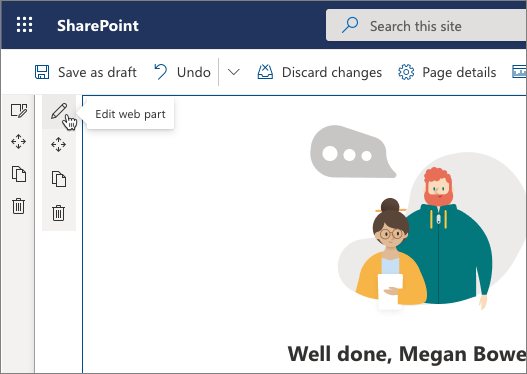 SharePoint
Search this site
Save as draft
Undo
Discard changes
Page details
Edit web part
Well done, Megan Bowe